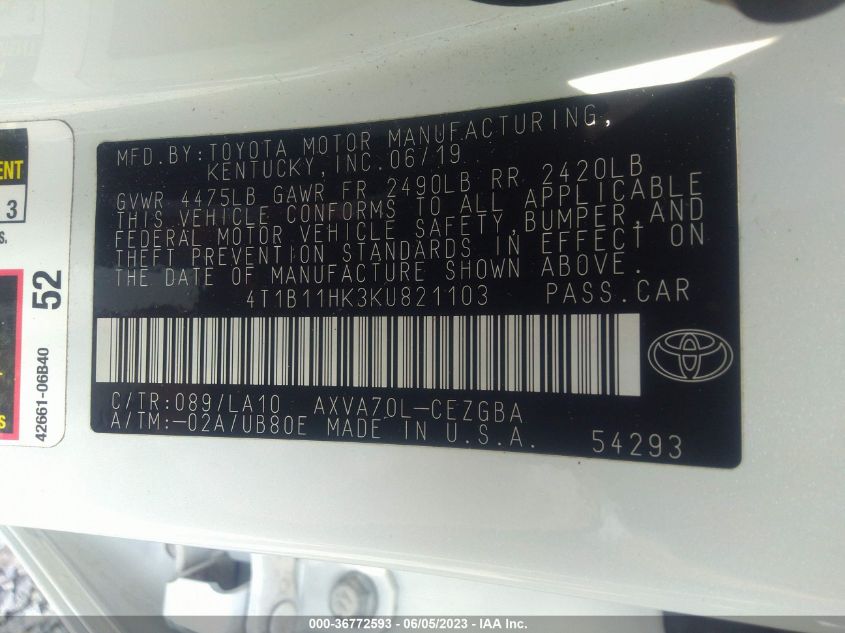 MFD.BY:TOYOTA MOTOR MANUFACTURING,
KENTUCKY,INC.06/19
GVWR 4475LB GAWR FR 2490LB RR 2420LB
THIS VEHICLE CONFORMS TO ALL APPLICABLE
FEDERAL MOTOR VEHICLE SAFETY,BUMPER,AND
THEFT PREVENTION STANDARDS IN EFFECT ON
THE DATE OF MANUFACTURE SHOWN ABOVE.
4T1B11HK3KU821103 PASS.CAR
C/TR:089/LA10 AXVA70L-CEZGBA
A/TM:-02A/UB80E MADE IN U.S.A.
54293
3
52
42661-06B40
000-36772593 - 06/05/2023 - IAA Inc.